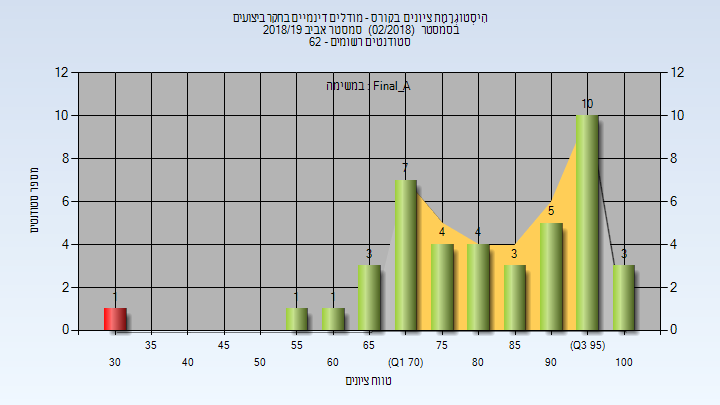 היסטוגרמת ציונים בקורס - מודלים דינמיים בחקר ביצועים
בסמסטר (02/2018) סמסטר אביב 2018/19
סטודנטים רשומים - 62
במשימה : Final_A
12 12
10 10
8 8
6 6
4 4
2 2
0 0
1 1 1 3 7 4 4 3 5 10 3
מספר סטודנטים
35 45 55 65 75 85 (Q3 95)
30 40 50 60 (Q1 70) 80 90 100
טווח ציונים